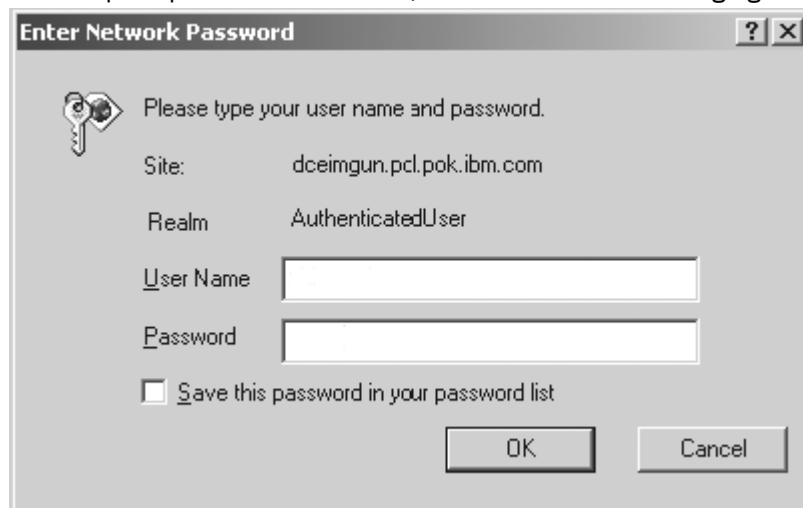 Enter Network Password ? X
Please type your user name and password.
Site: dceimgun.pcl.pok.ibm.com
Realm AuthenticatedUser
User Name
Password
Save this password in your password list
OK Cancel